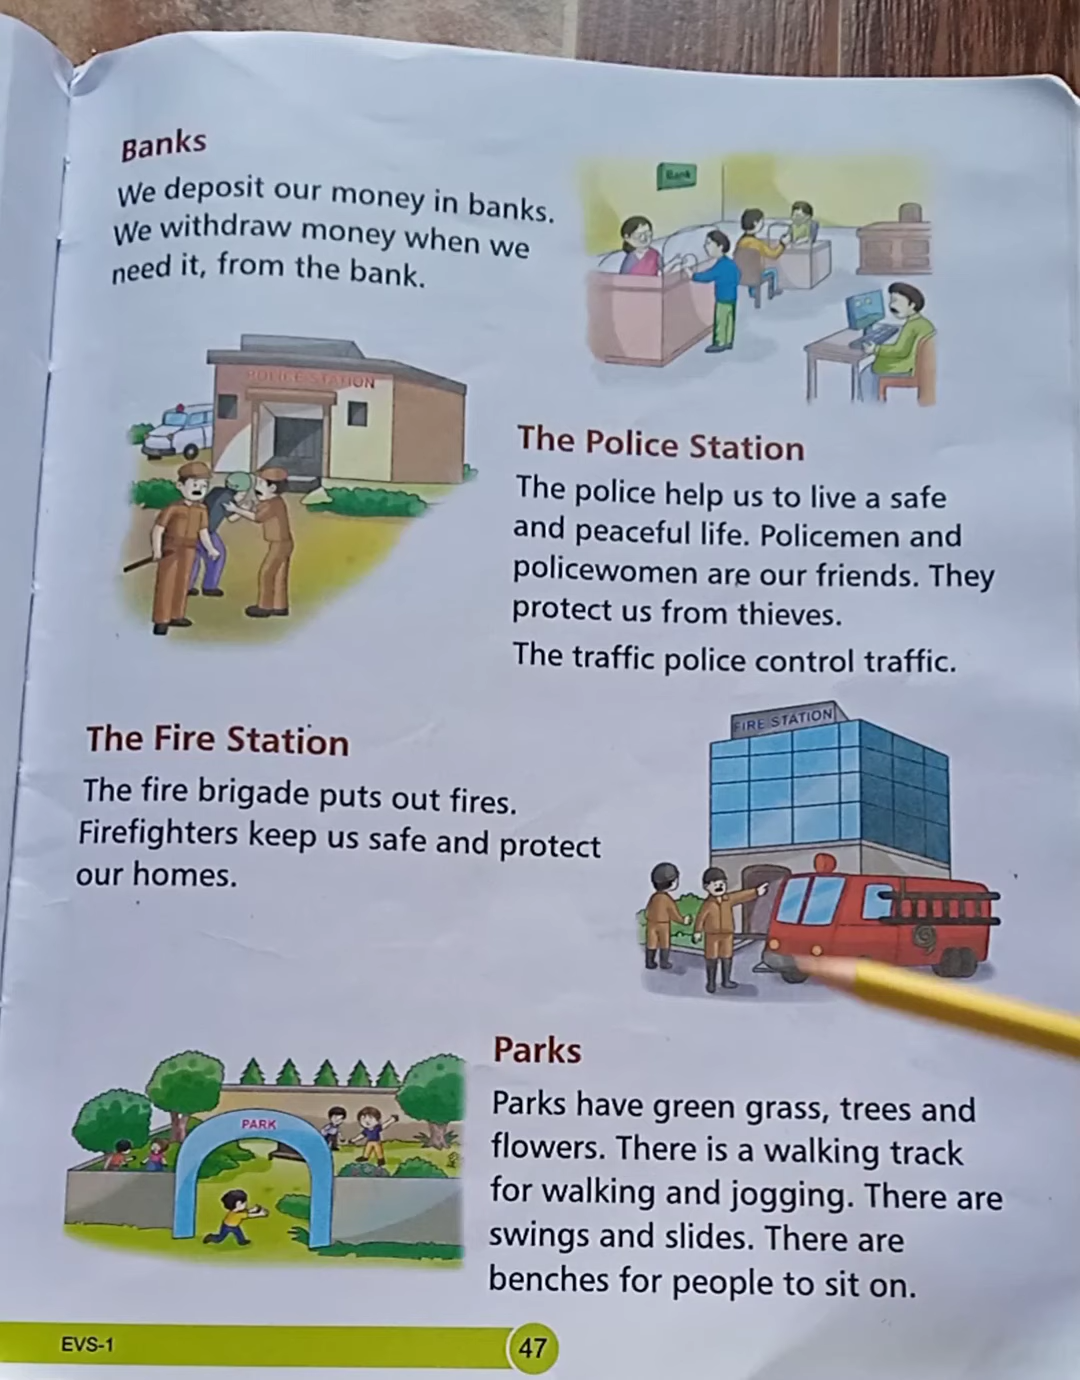 Banks
We deposit our money in banks.
We withdraw money when we
need it, from the bank.
Bank
POLICE STATION
The Police Station
The police help us to live a safe
and peaceful life. Policemen and
policewomen are our friends. They
protect us from thieves.
The traffic police control traffic.
The Fire Station
The fire brigade puts out fires.
Firefighters keep us safe and protect
our homes.
FIRE STATION
PARK
Parks
Parks have green grass, trees and
flowers. There is a walking track
for walking and jogging. There are
swings and slides. There are
benches for people to sit on.
EVS-1
47